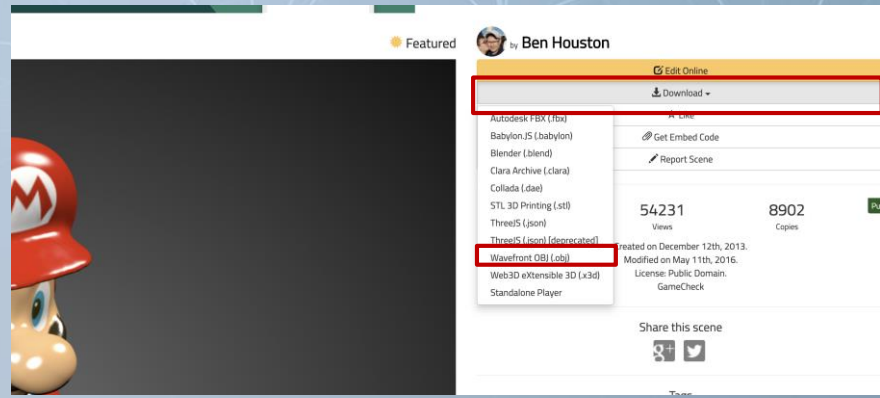 Featured
by Ben Houston
Edit Online
Download
Like
Autodesk FBX (.fbx)
Babylon.JS (.babylon)
Blender (.blend)
Clara Archive (.clara)
Collada (.dae)
STL 3D Printing (.stl)
ThreeJS (.json)
ThreeJS (.json) [deprecated]
Wavefront OBJ (.obj)
Web3D eXtensible 3D (.x3d)
Standalone Player
Get Embed Code
Report Scene
54231 8902
Views Copies
Created on December 12th, 2013.
Modified on May 11th, 2016.
License: Public Domain.
GameCheck
Share this scene
g+
Tags
M